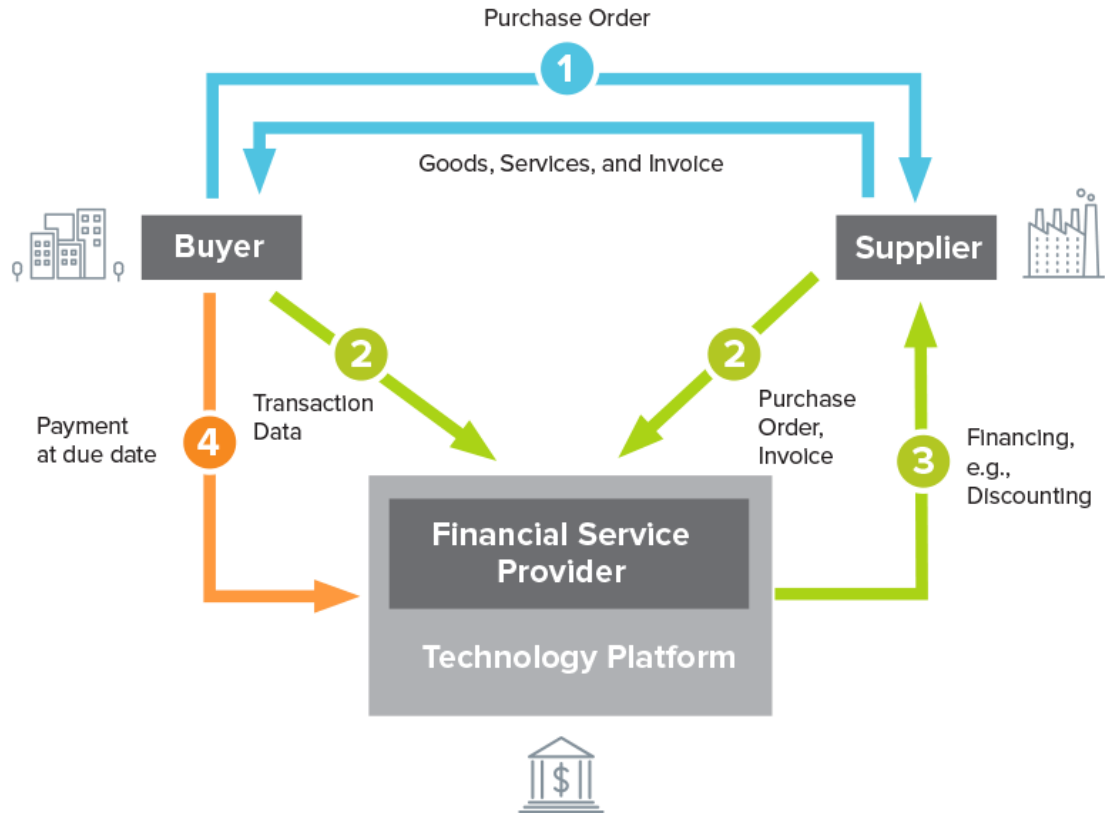 Purchase Order
1
Goods, Services, and Invoice
Buyer
Supplier
2
2
Transaction
Data
Purchase
Order,
Invoice
Payment
at due date
4
3
Financing,
e.g.,
Discounting
Financial Service
Provider
Technology Platform
$